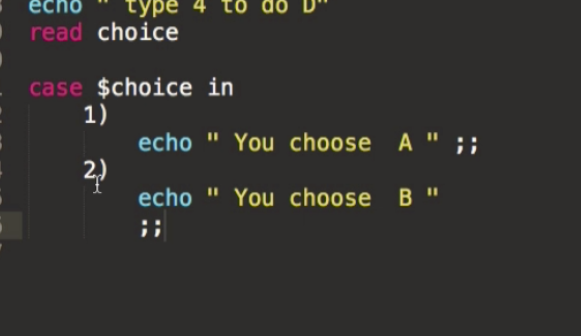 echo " type 4 to do D"
read choice
case $choice in
1)
echo " You choose  A " ;;
2)
echo " You choose  B "
;;